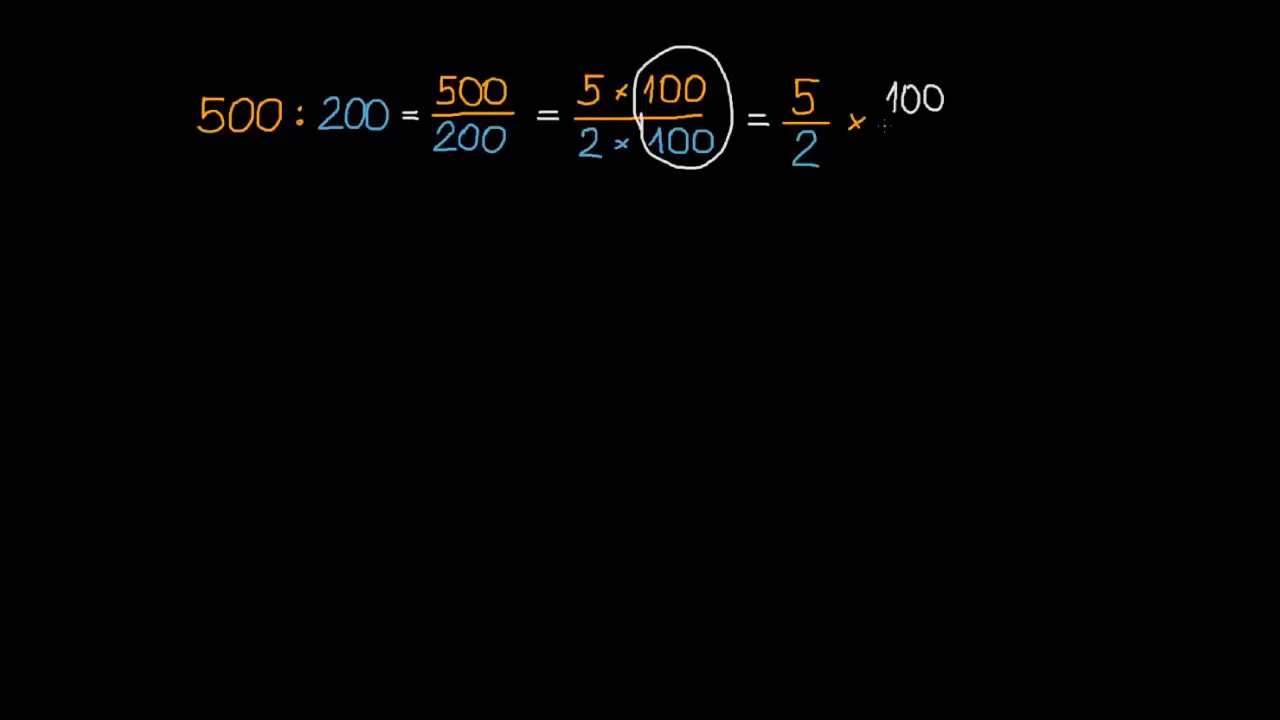 500 : 200 = 500/200 = 5 × 100/2 × 100 = 5/2 × 100